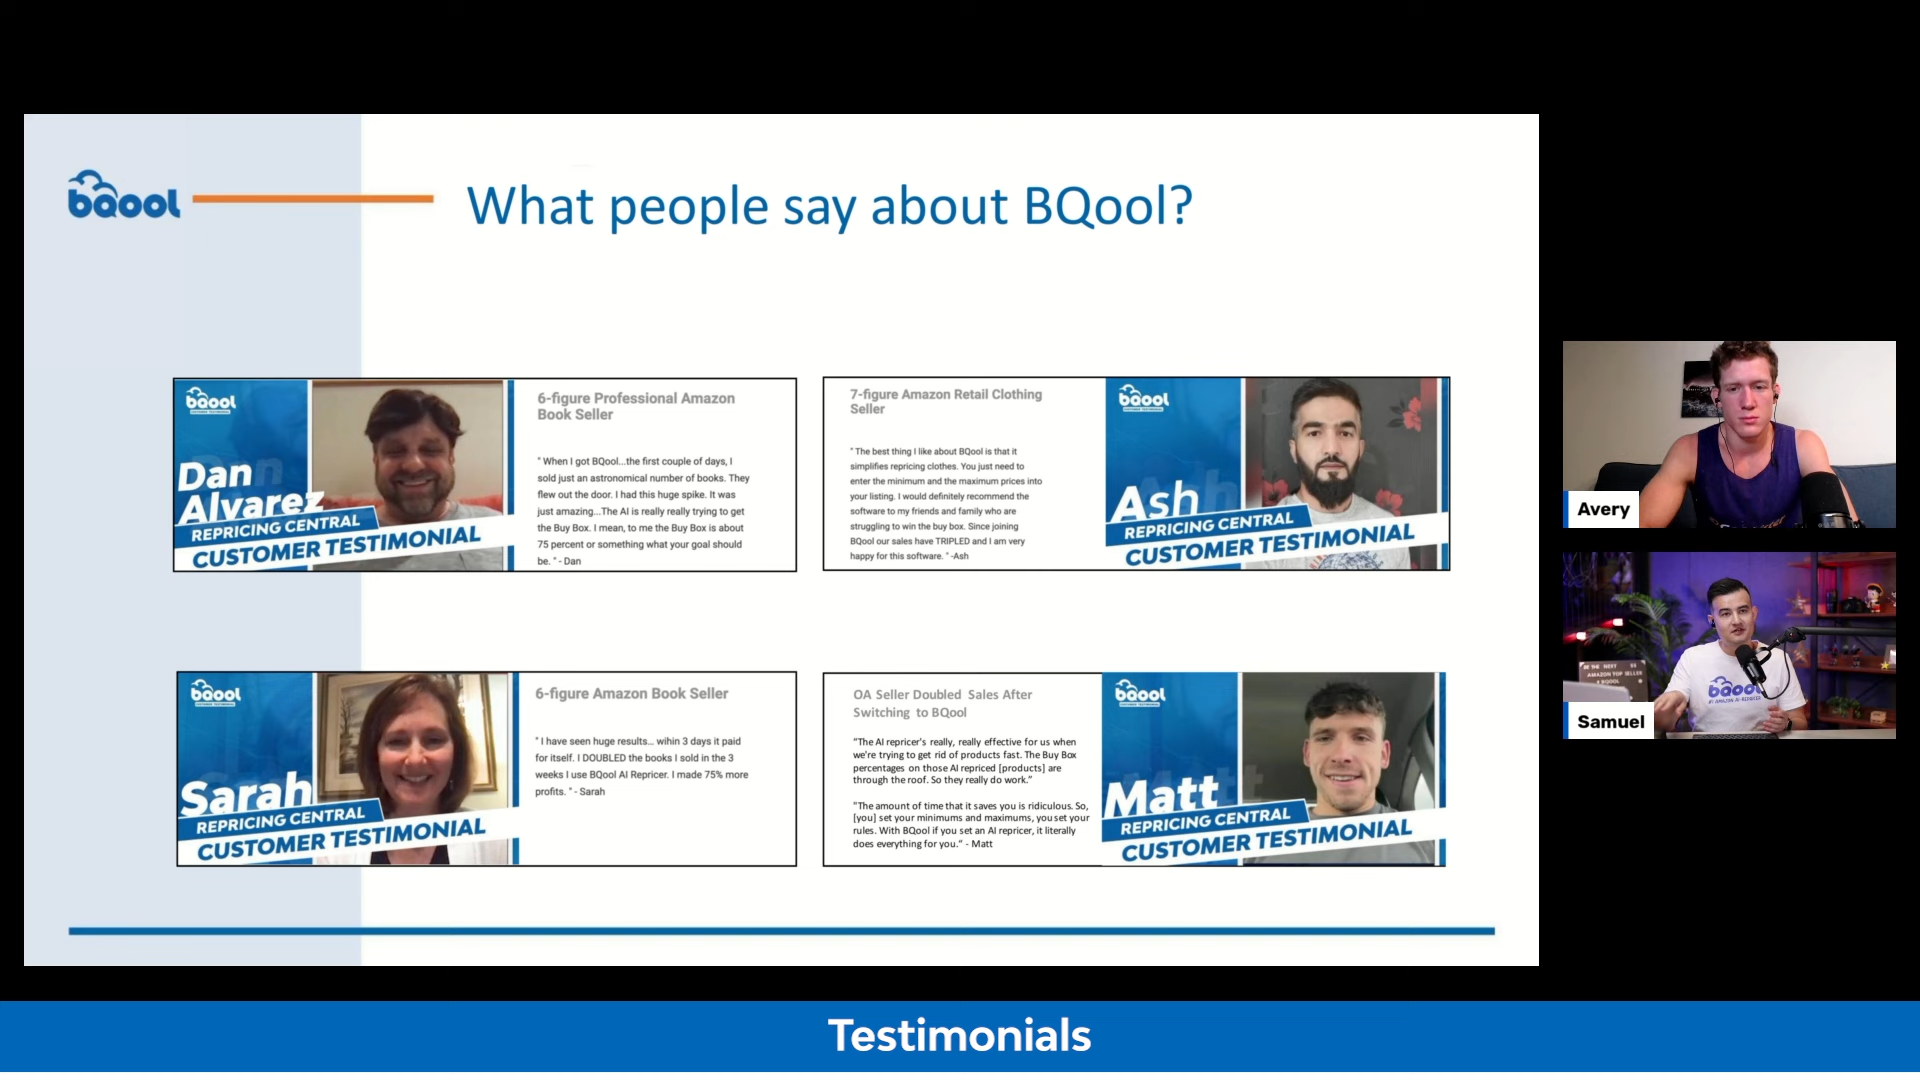 bqool
What people say about BQool?
bqool
Dan
Alvarez
REPRICING CENTRAL
CUSTOMER TESTIMONIAL
6-figure Professional Amazon
Book Seller
" When I got BQool...the first couple of days, I
sold just an astronomical number of books. They
flew out the door. I had this huge spike. It was
just amazing...The AI is really really trying to get
the Buy Box. I mean, to me the Buy Box is about
75 percent or something what your goal should
be. " - Dan
7-figure Amazon Retail Clothing
Seller
" The best thing I like about BQool is that it
simplifies repricing clothes. You just need to
enter the minimum and the maximum prices into
your listing. I would definitely recommend the
software to my friends and family who are
struggling to win the buy box. Since joining
BQool our sales have TRIPLED and I am very
happy for this software. " -Ash
bqool
Ash
REPRICING CENTRAL
CUSTOMER TESTIMONIAL
bqool
Sarah
REPRICING CENTRAL
CUSTOMER TESTIMONIAL
6-figure Amazon Book Seller
" I have seen huge results... wihin 3 days it paid
for itself. I DOUBLED the books I sold in the 3
weeks I use BQool AI Repricer. I made 75% more
profits. " - Sarah
OA Seller Doubled Sales After
Switching to BQool
"The AI repricer's really, really effective for us when
we're trying to get rid of products fast. The Buy Box
percentages on those AI repriced [products] are
through the roof. So they really do work."
"The amount of time that it saves you is ridiculous. So,
[you] set your minimums and maximums, you set your
rules. With BQool if you set an AI repricer, it literally
does everything for you." - Matt
bqool
Matt
REPRICING CENTRAL
CUSTOMER TESTIMONIAL
Avery
BE THE NEXT
AMAZON TOP SELLER
# BQOOL
bqool
#1 AMAZON AI-REPRICER
Samuel
Testimonials